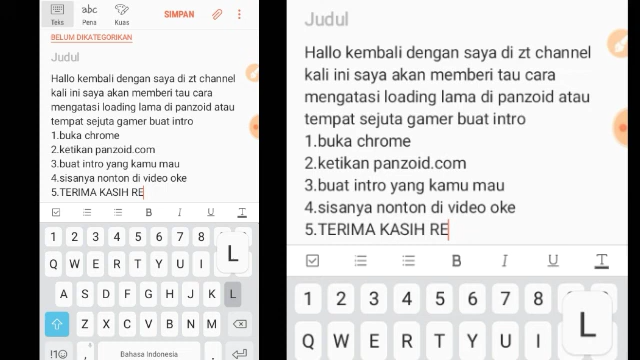 Teks
abc
Pena
Kuas
SIMPAN
BELUM DIKATEGORIKAN
Judul
Hallo kembali dengan saya di zt channel
kali ini saya akan memberi tau cara
mengatasi loading lama di panzoid atau
tempat sejuta gamer buat intro
1.buka chrome
2.ketikan panzoid.com
3.buat intro yang kamu mau
4.sisanya nonton di video oke
5.TERIMA KASIH RE
B I U T
1 2 3 4 5 6 7 8
Q W E R T Y U I
L
A S D F G H J K L
Z X C V B N M
!1☺ , Bahasa Indonesia
Judul
Hallo kembali dengan saya di zt channel
kali ini saya akan memberi tau cara
mengatasi loading lama di panzoid atau
tempat sejuta gamer buat intro
1.buka chrome
2.ketikan panzoid.com
3.buat intro yang kamu mau
4.sisanya nonton di video oke
5.TERIMA KASIH RE
B I U T
1 2 3 4 5 6 7 8
Q W E R T Y U I
L